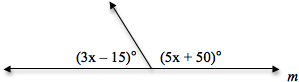 (3x – 15)° (5x + 50)°
m